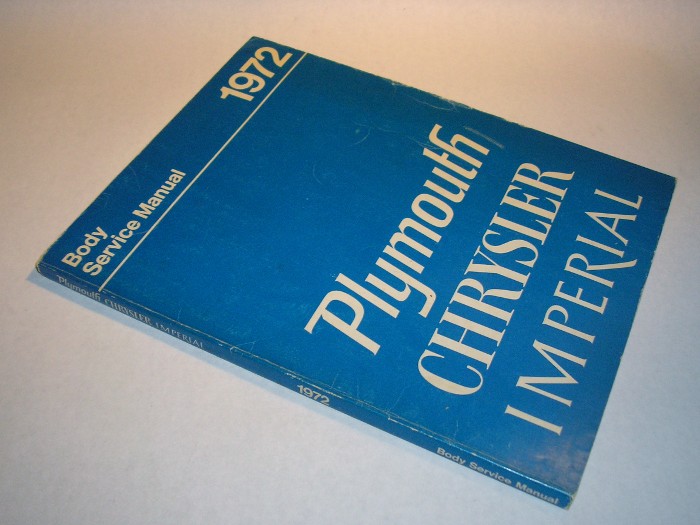 Body
Service Manual
1972
Plymouth
CHRYSLER
IMPERIAL
Plymouth CHRYSLER IMPERIAL
1972
Body Service Manual